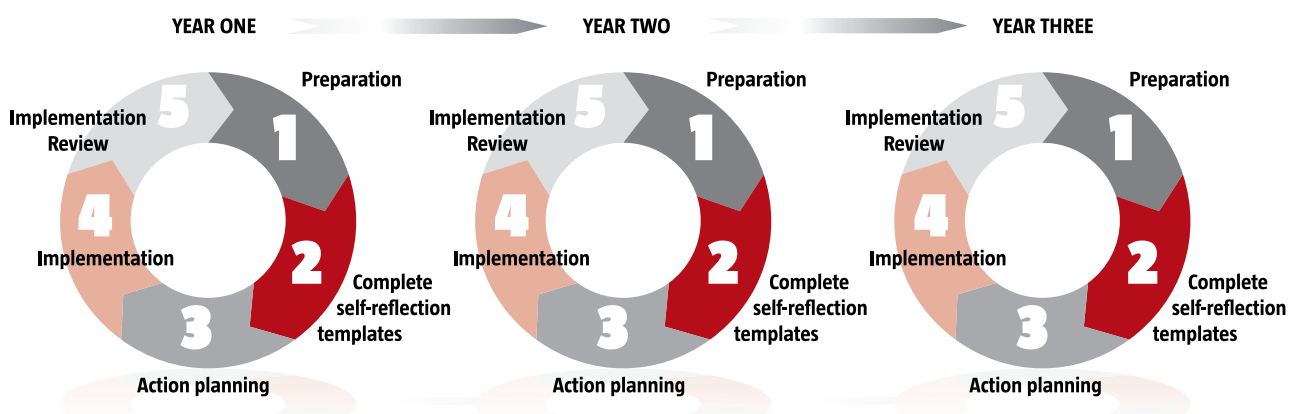 YEAR ONE
YEAR TWO
YEAR THREE
5
1
Preparation
Implementation
Review
4
Implementation
2
Complete
self-reflection
templates
3
Action planning
5
1
Preparation
Implementation
Review
4
Implementation
2
Complete
self-reflection
templates
3
Action planning
5
1
Preparation
Implementation
Review
4
Implementation
2
Complete
self-reflection
templates
3
Action planning